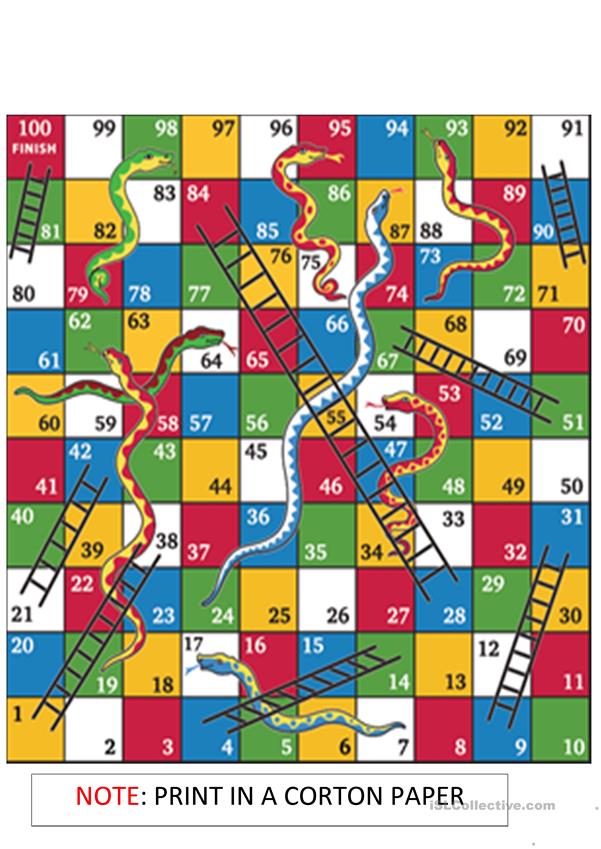 100 99 98 97 96 95 94 93 92 91
FINISH
81 82 83 84 85 86 87 88 89 90
80 79 78 77 76 75 74 73 72 71
61 62 63 64 65 66 67 68 69 70
60 59 58 57 56 55 54 53 52 51
41 42 43 44 45 46 47 48 49 50
40 39 38 37 36 35 34 33 32 31
21 22 23 24 25 26 27 28 29 30
20 19 18 17 16 15 14 13 12 11
1 2 3 4 5 6 7 8 9 10
NOTE: PRINT IN A CORTON PAPER
iSLCollective.com